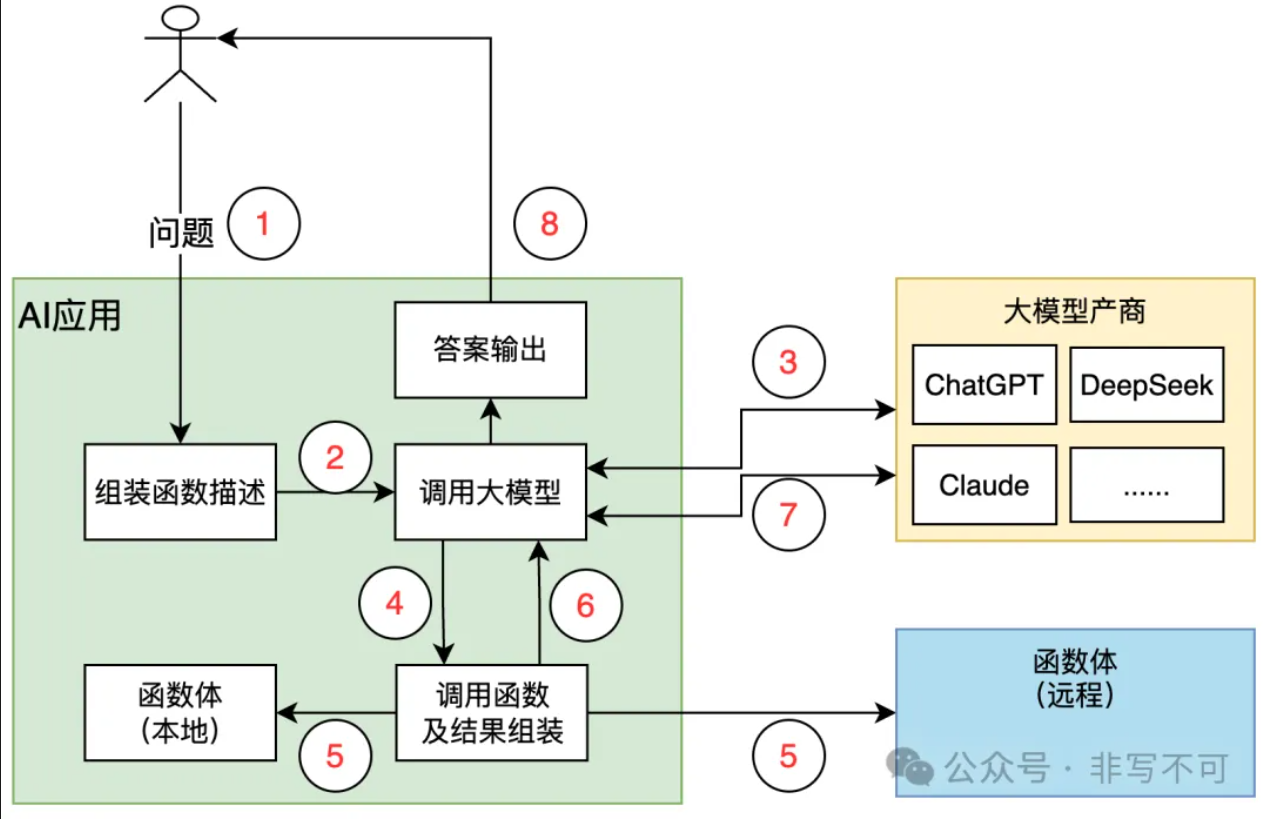 问题
1
8
AI应用
答案输出
3
大模型产商
ChatGPT
DeepSeek
Claude
......
组装函数描述
2
调用大模型
7
4
6
函数体
(本地)
5
调用函数
及结果组装
5
函数体
(远程)
公众号 · 非写不可